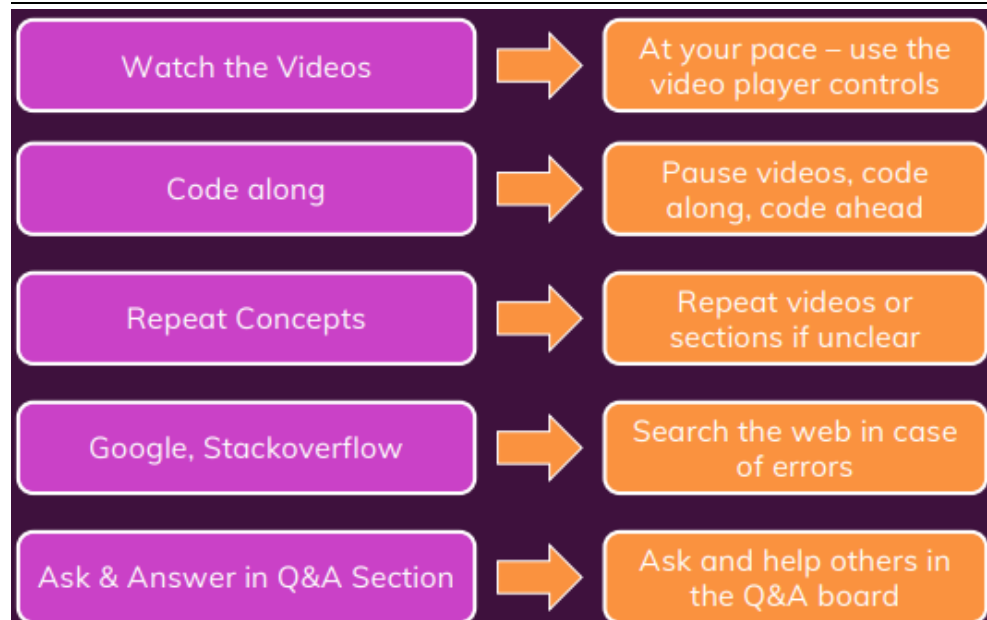 Watch the Videos
At your pace – use the
video player controls
Code along
Pause videos, code
along, code ahead
Repeat Concepts
Repeat videos or
sections if unclear
Google, Stackoverflow
Search the web in case
of errors
Ask & Answer in Q&A Section
Ask and help others in
the Q&A board